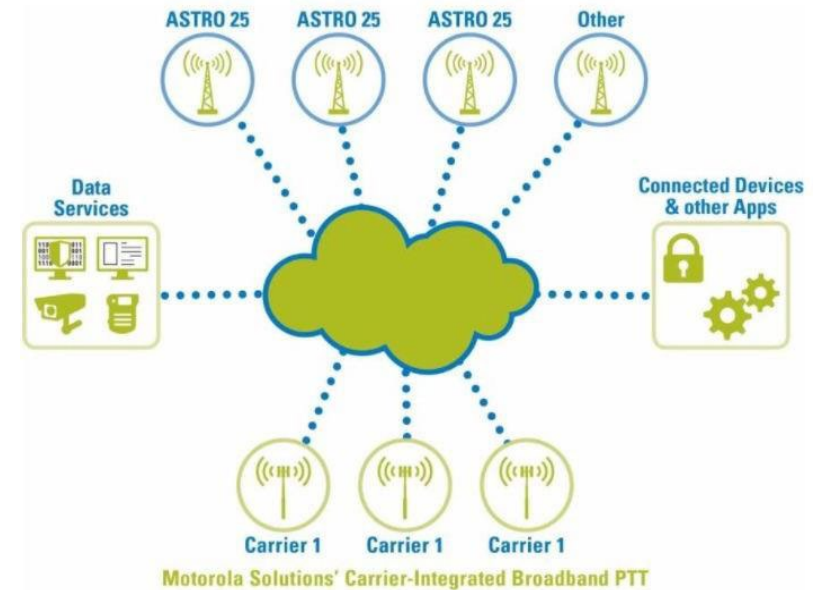 ASTRO 25
ASTRO 25
ASTRO 25
Other
Data
Services
Connected Devices
& other Apps
Carrier 1
Carrier 1
Carrier 1
Motorola Solutions’ Carrier-Integrated Broadband PTT